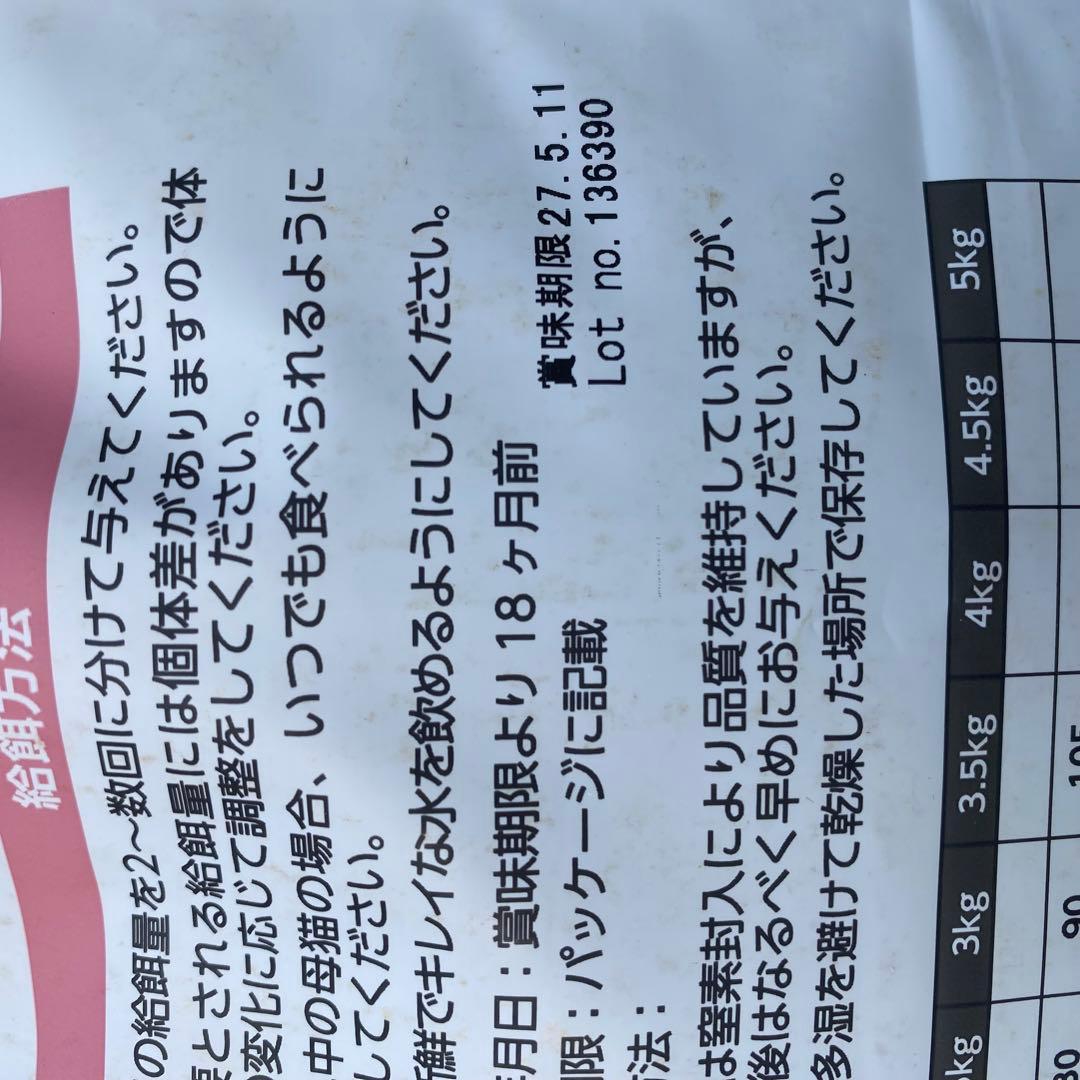 給餌方法
の給餌量を2～数回に分けて与えてください。
要とされる給餌量には個体差がありますので体
の変化に応じて調整をしてください。
中の母猫の場合、いつでも食べられるように
してください。
新鮮でキレイな水を飲めるようにしてください。
年月日：賞味期限より18ヶ月前
賞味期限27.5.11
限：パッケージに記載
Lot no.136390
法：
は窒素封入により品質を維持していますが、
後はなるべく早めにお与えください。
多湿を避けて乾燥した場所で保存してください。
kg 3kg 3.5kg 4kg 4.5kg 5kg
80 90 105